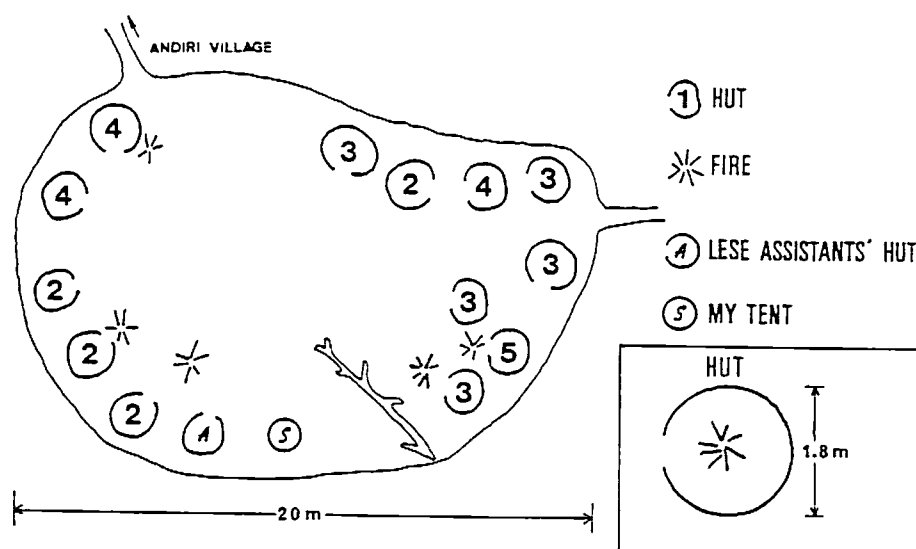 ANDIRI VILLAGE
4
3
2
4
3
4
2
3
3
2
5
3
2
A
S
20 m
1 HUT
FIRE
A LESE ASSISTANTS' HUT
S MY TENT
HUT
1.8 m